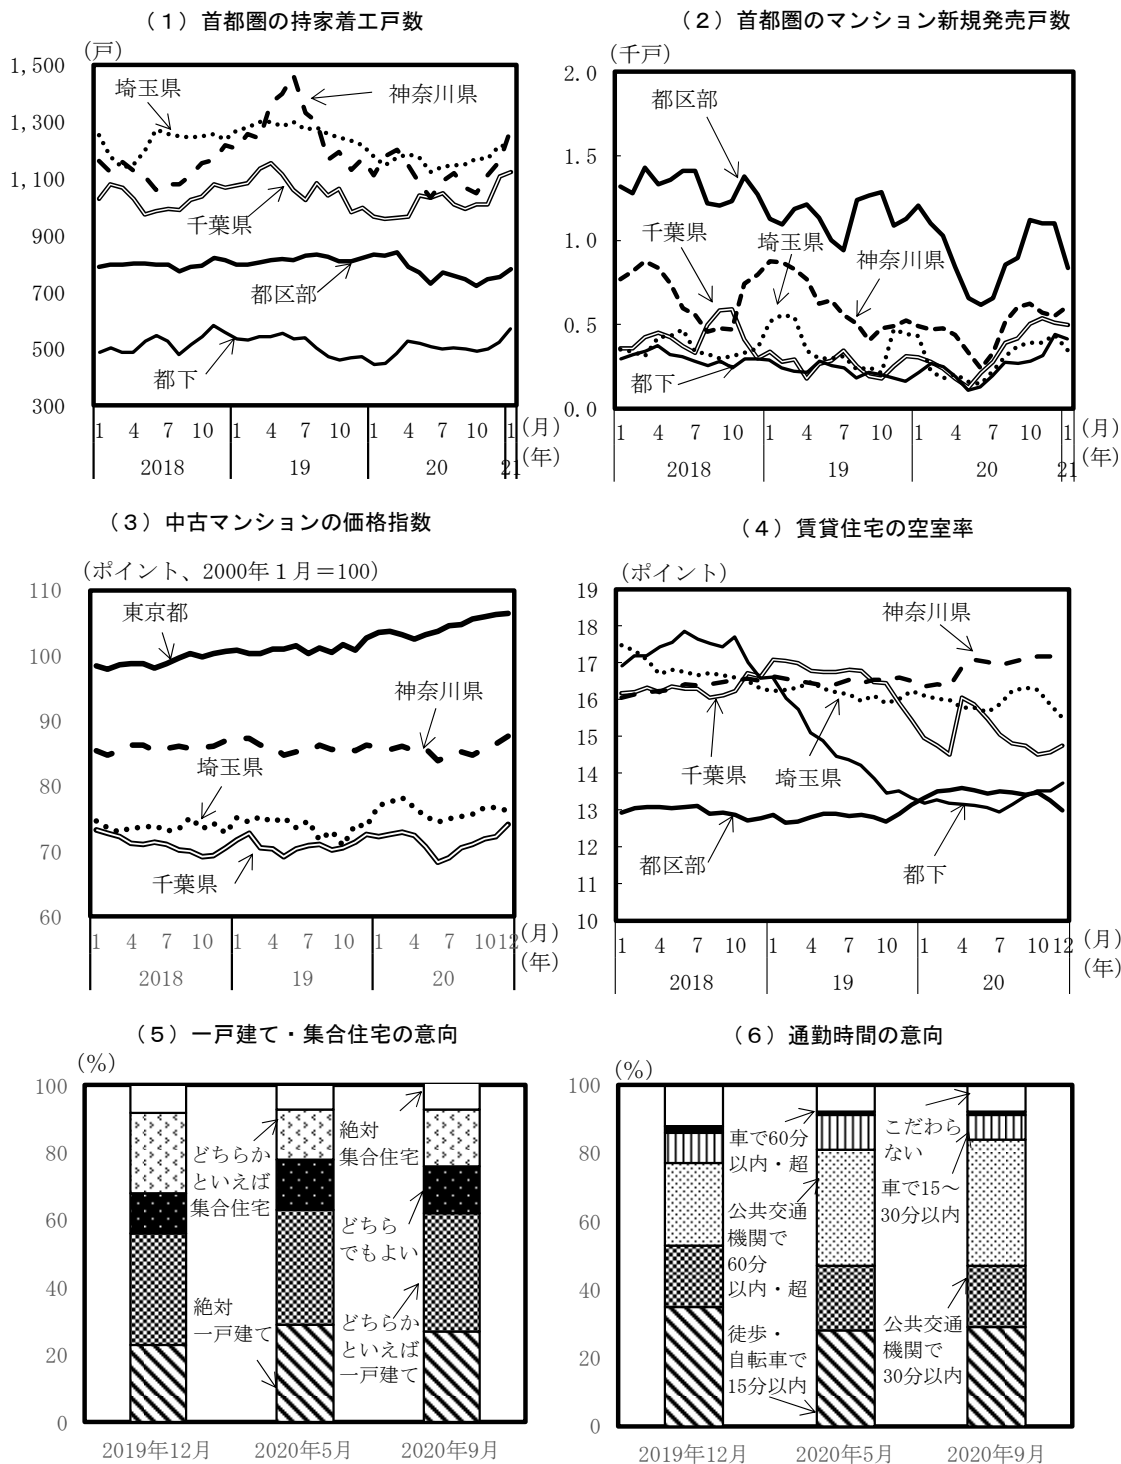 （１）首都圏の持家着工戸数
(戸)
1,500
1,300
1,100
900
700
500
300
埼玉県
神奈川県
千葉県
都区部
都下
1 4 7 10 1 4 7 10 1 4 7 10 1 (月)
2018 19 20 21 (年)
（２）首都圏のマンション新規発売戸数
(千戸)
2.0
1.5
1.0
0.5
0.0
都区部
千葉県
埼玉県
神奈川県
都下
1 4 7 10 1 4 7 10 1 4 7 10 1 (月)
2018 19 20 21 (年)
（３）中古マンションの価格指数
(ポイント、2000年１月＝100)
110
100
90
80
70
60
東京都
神奈川県
埼玉県
千葉県
1 4 7 10 1 4 7 10 1 4 7 10 12 (月)
2018 19 20 (年)
（４）賃貸住宅の空室率
(ポイント)
19
18
17
16
15
14
13
12
11
10
神奈川県
千葉県
埼玉県
都区部
都下
1 4 7 10 1 4 7 10 1 4 7 10 12 (月)
2018 19 20 (年)
（５）一戸建て・集合住宅の意向
(%)
100
80
60
40
20
0
どちらか
といえば
集合住宅
絶対
一戸建て
絶対
集合住宅
どちら
でもよい
どちらか
といえば
一戸建て
2019年12月 2020年5月 2020年9月
（６）通勤時間の意向
(%)
100
80
60
40
20
0
車で60分
以内・超
公共交通
機関で
60分
以内・超
徒歩・
自転車で
15分以内
こだわら
ない
車で15～
30分以内
公共交通
機関で
30分以内
2019年12月 2020年5月 2020年9月